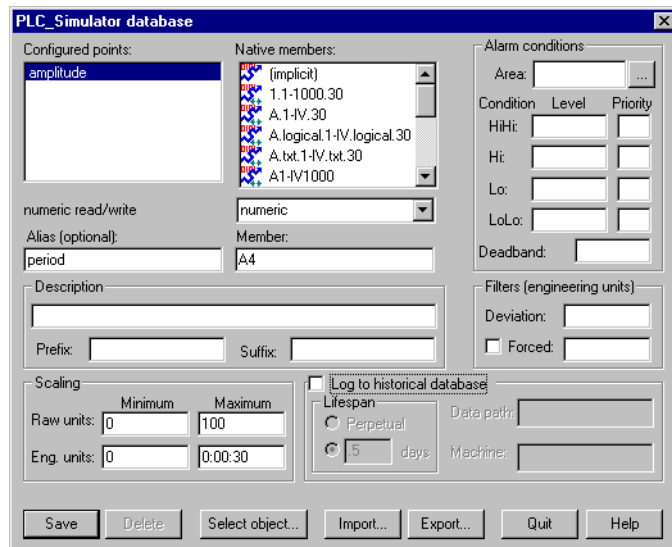 PLC_Simulator database
Configured points:
amplitude
Native members:
(implicit)
1.1-1000.30
A.1-IV.30
A.logical.1-IV.logical.30
A.txt.1-IV.txt.30
A1-IV1000
numeric read/write
numeric
Alias (optional):
period
Member:
A4
Alarm conditions
Area:
...
Condition Level Priority
HiHi:
Hi:
Lo:
LoLo:
Deadband:
Description
Prefix:
Suffix:
Filters (engineering units)
Deviation:
Forced:
Scaling
Minimum Maximum
Raw units: 0 100
Eng. units: 0 0:00:30
Log to historical database
Lifespan
Perpetual
.5 days
Data path:
Machine:
Save Delete Select object... Import... Export... Quit Help